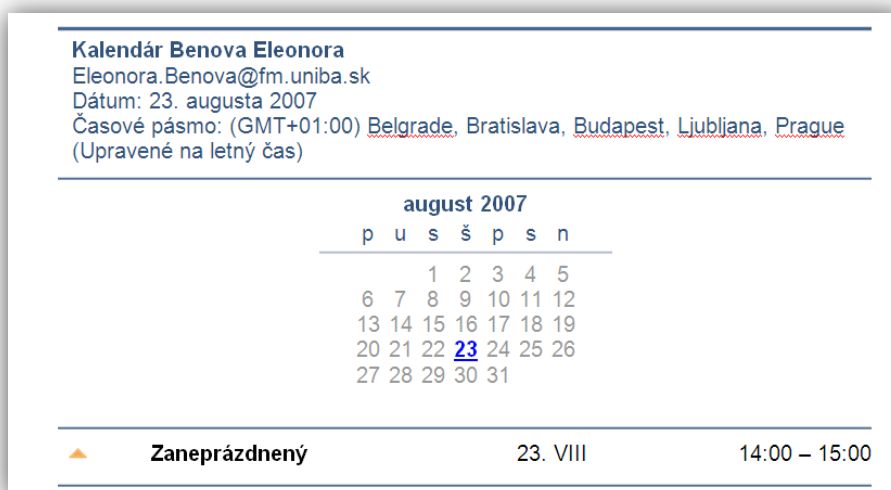 Kalendár Benova Eleonora
Eleonora.Benova@fm.uniba.sk
Dátum: 23. augusta 2007
Časové pásmo: (GMT+01:00) Belgrade, Bratislava, Budapest, Ljubljana, Prague
(Upravené na letný čas)
august 2007
p u s š p s n
1 2 3 4 5
6 7 8 9 10 11 12
13 14 15 16 17 18 19
20 21 22 23 24 25 26
27 28 29 30 31
Zaneprázdnený 23. VIII 14:00 – 15:00